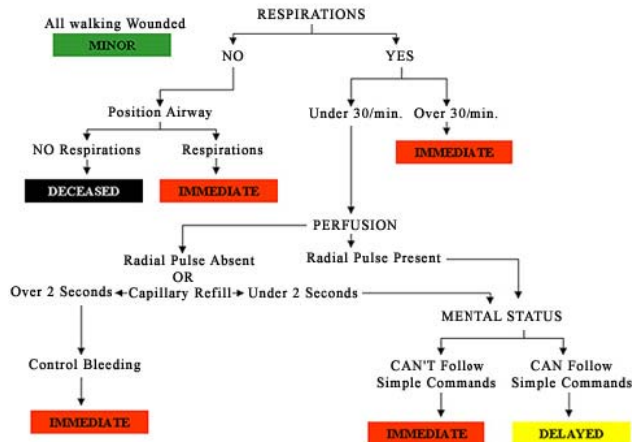 RESPIRATIONS
All walking Wounded
MINOR
NO
YES
Position Airway
Under 30/min.
Over 30/min.
NO Respirations
Respirations
IMMEDIATE
DECEASED
IMMEDIATE
PERFUSION
Radial Pulse Absent
OR
Radial Pulse Present
Over 2 Seconds
Capillary Refill
Under 2 Seconds
MENTAL STATUS
Control Bleeding
CAN'T Follow
Simple Commands
CAN Follow
Simple Commands
IMMEDIATE
IMMEDIATE
DELAYED